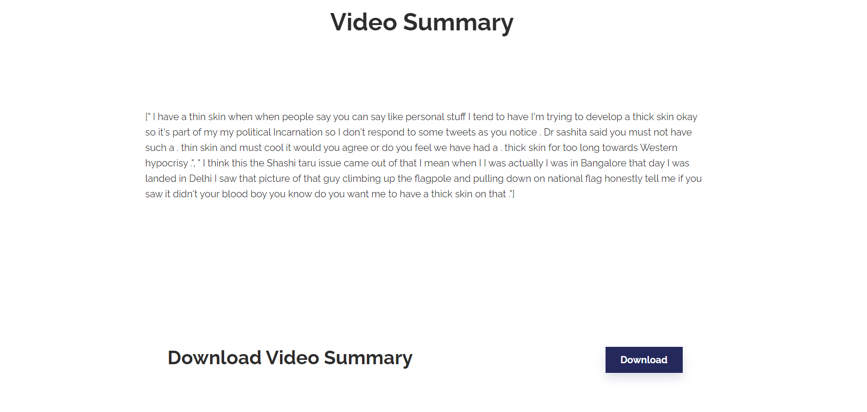 Video Summary
[" I have a thin skin when when people say you can say like personal stuff I tend to have I'm trying to develop a thick skin okay
so it's part of my my political Incarnation so I don't respond to some tweets as you notice . Dr sashita said you must not have
such a . thin skin and must cool it would you agree or do you feel we have had a . thick skin for too long towards Western
hypocrisy .", " I think this the Shashi taru issue came out of that I mean when I I was actually I was in Bangalore that day I was
landed in Delhi I saw that picture of that guy climbing up the flagpole and pulling down on national flag honestly tell me if you
saw it didn't your blood boy you know do you want me to have a thick skin on that ."]
Download Video Summary
Download